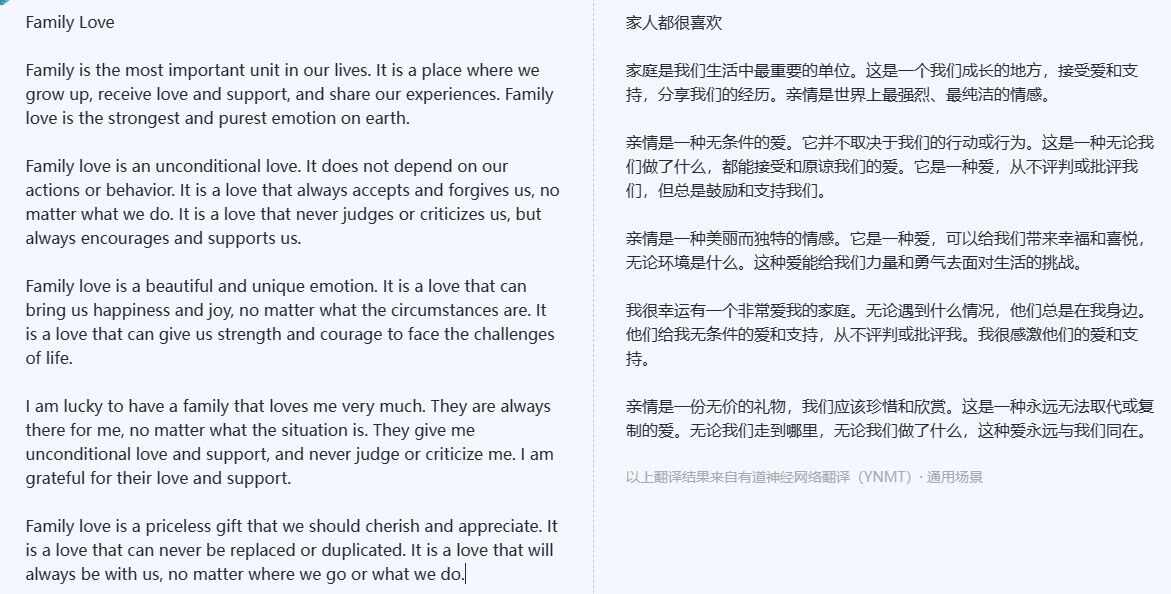 Family Love
Family is the most important unit in our lives. It is a place where we
grow up, receive love and support, and share our experiences. Family
love is the strongest and purest emotion on earth.
Family love is an unconditional love. It does not depend on our
actions or behavior. It is a love that always accepts and forgives us, no
matter what we do. It is a love that never judges or criticizes us, but
always encourages and supports us.
Family love is a beautiful and unique emotion. It is a love that can
bring us happiness and joy, no matter what the circumstances are. It
is a love that can give us strength and courage to face the challenges
of life.
I am lucky to have a family that loves me very much. They are always
there for me, no matter what the situation is. They give me
unconditional love and support, and never judge or criticize me. I am
grateful for their love and support.
Family love is a priceless gift that we should cherish and appreciate. It
is a love that can never be replaced or duplicated. It is a love that will
always be with us, no matter where we go or what we do.
家人都很喜欢
家庭是我们生活中最重要的单位。这是一个我们成长的地方，接受爱和支
持，分享我们的经历。亲情是世界上最强烈、最纯洁的情感。
亲情是一种无条件的爱。它并不取决于我们的行动或行为。这是一种无论我
们做了什么，都能接受和原谅我们的爱。它是一种爱，从不评判或批评我
们，但总是鼓励和支持我们。
亲情是一种美丽而独特的情感。它是一种爱，可以给我们带来幸福和喜悦，
无论环境是什么。这种爱能给我们力量和勇气去面对生活的挑战。
我很幸运有一个非常爱我的家庭。无论遇到什么情况，他们总是在我身边。
他们给我无条件的爱和支持，从不评判或批评我。我很感激他们的爱和支
持。
亲情是一份无价的礼物，我们应该珍惜和欣赏。这是一种永远无法取代或复
制的爱。无论我们走到哪里，无论我们做了什么，这种爱永远与我们同在。
以上翻译结果来自有道神经网络翻译（YNMT）· 通用场景